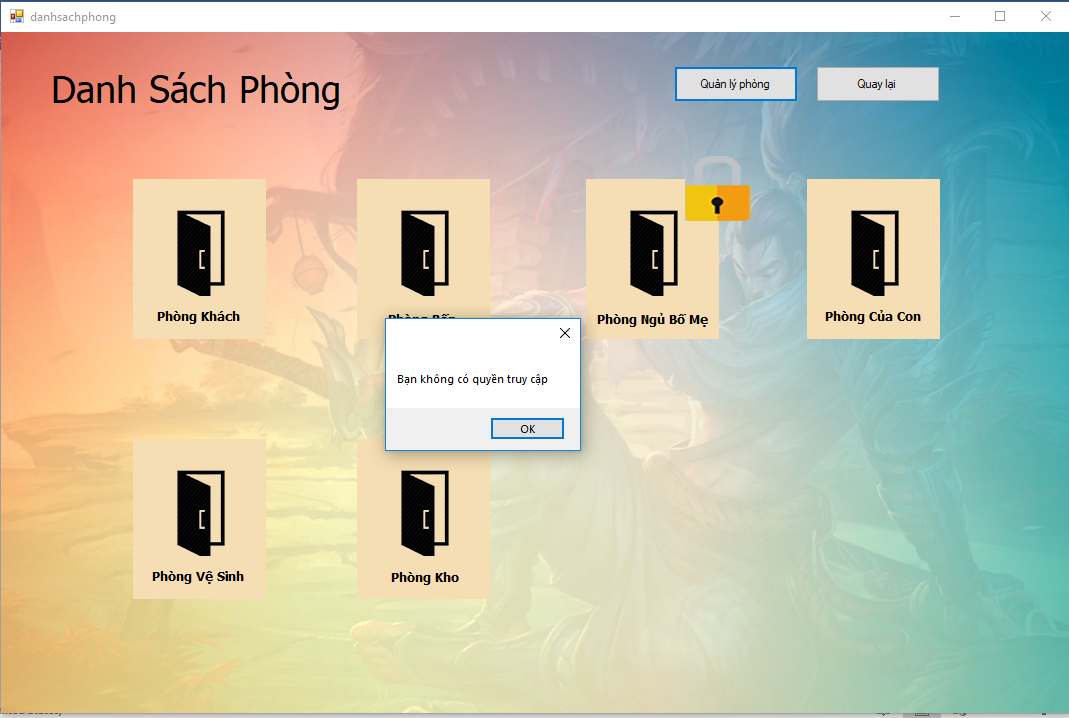 danhsachphong
Danh Sách Phòng
Quản lý phòng
Quay lại
Phòng Khách
Phòng Ngủ Bố Mẹ
Phòng Của Con
Bạn không có quyền truy cập
OK
Phòng Vệ Sinh
Phòng Kho